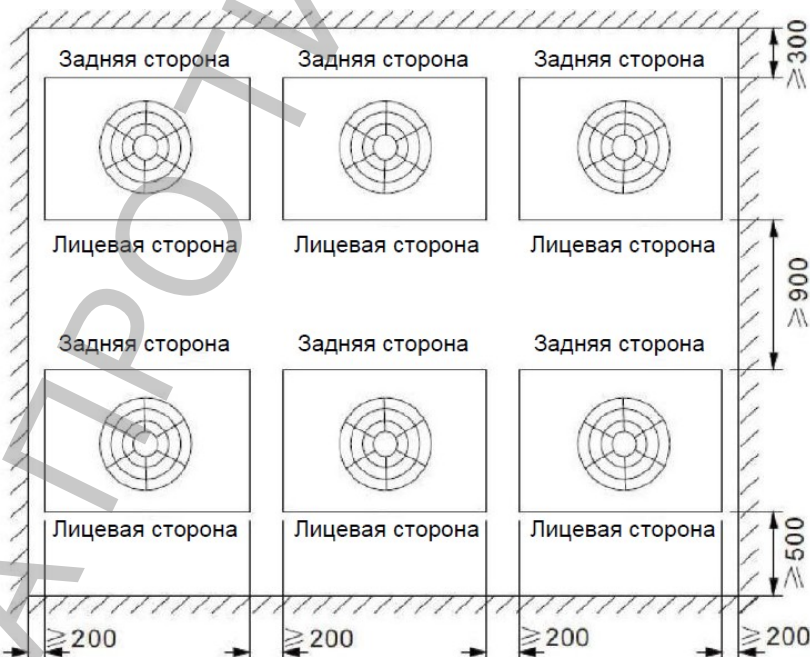 Задняя сторона Задняя сторона Задняя сторона
≥300
Лицевая сторона Лицевая сторона Лицевая сторона
≥900
Задняя сторона Задняя сторона Задняя сторона
Лицевая сторона Лицевая сторона Лицевая сторона
≥500
≥200 ≥200 ≥200 ≥200